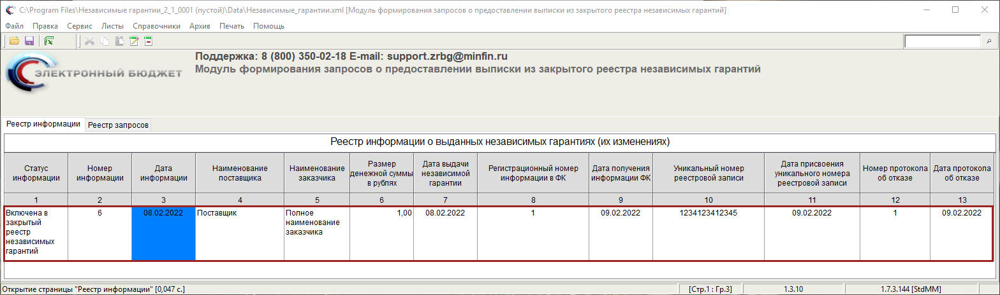 C:\Program Files\Независимые гарантии_2_1_0001 (пустой)\Data\Независимые_гарантии.xml [Модуль формирования запросов о предоставлении выписки из закрытого реестра независимых гарантий]
Файл Правка Сервис Листы Справочники Архив Печать Помощь
ЭЛЕКТРОННЫЙ БЮДЖЕТ
Поддержка: 8 (800) 350-02-18 E-mail: support.zrbg@minfin.ru
Модуль формирования запросов о предоставлении выписки из закрытого реестра независимых гарантий
Реестр информации Реестр запросов
Реестр информации о выданных независимых гарантиях (их изменениях)
Статус
информации
Номер
информации
Дата
информации
Наименование
поставщика
Наименование
заказчика
Размер
денежной суммы
в рублях
Дата выдачи
независимой
гарантии
Регистрационный номер
информации в ФК
Дата получения
информации ФК
Уникальный номер
реестровой записи
Дата присвоения
уникального номера
реестровой записи
Номер протокола
об отказе
Дата протокола
об отказе
1 2 3 4 5 6 7 8 9 10 11 12 13
Включена в
закрытый
реестр
независимых
гарантий
6
08.02.2022
Поставщик
Полное
наименование
заказчика
1,00
08.02.2022
1
09.02.2022
1234123412345
09.02.2022
1
09.02.2022
Открытие страницы "Реестр информации" [0,047 с.] [Стр.1 : Гр.3] 1.3.10 1.7.3.144 [StdMM]